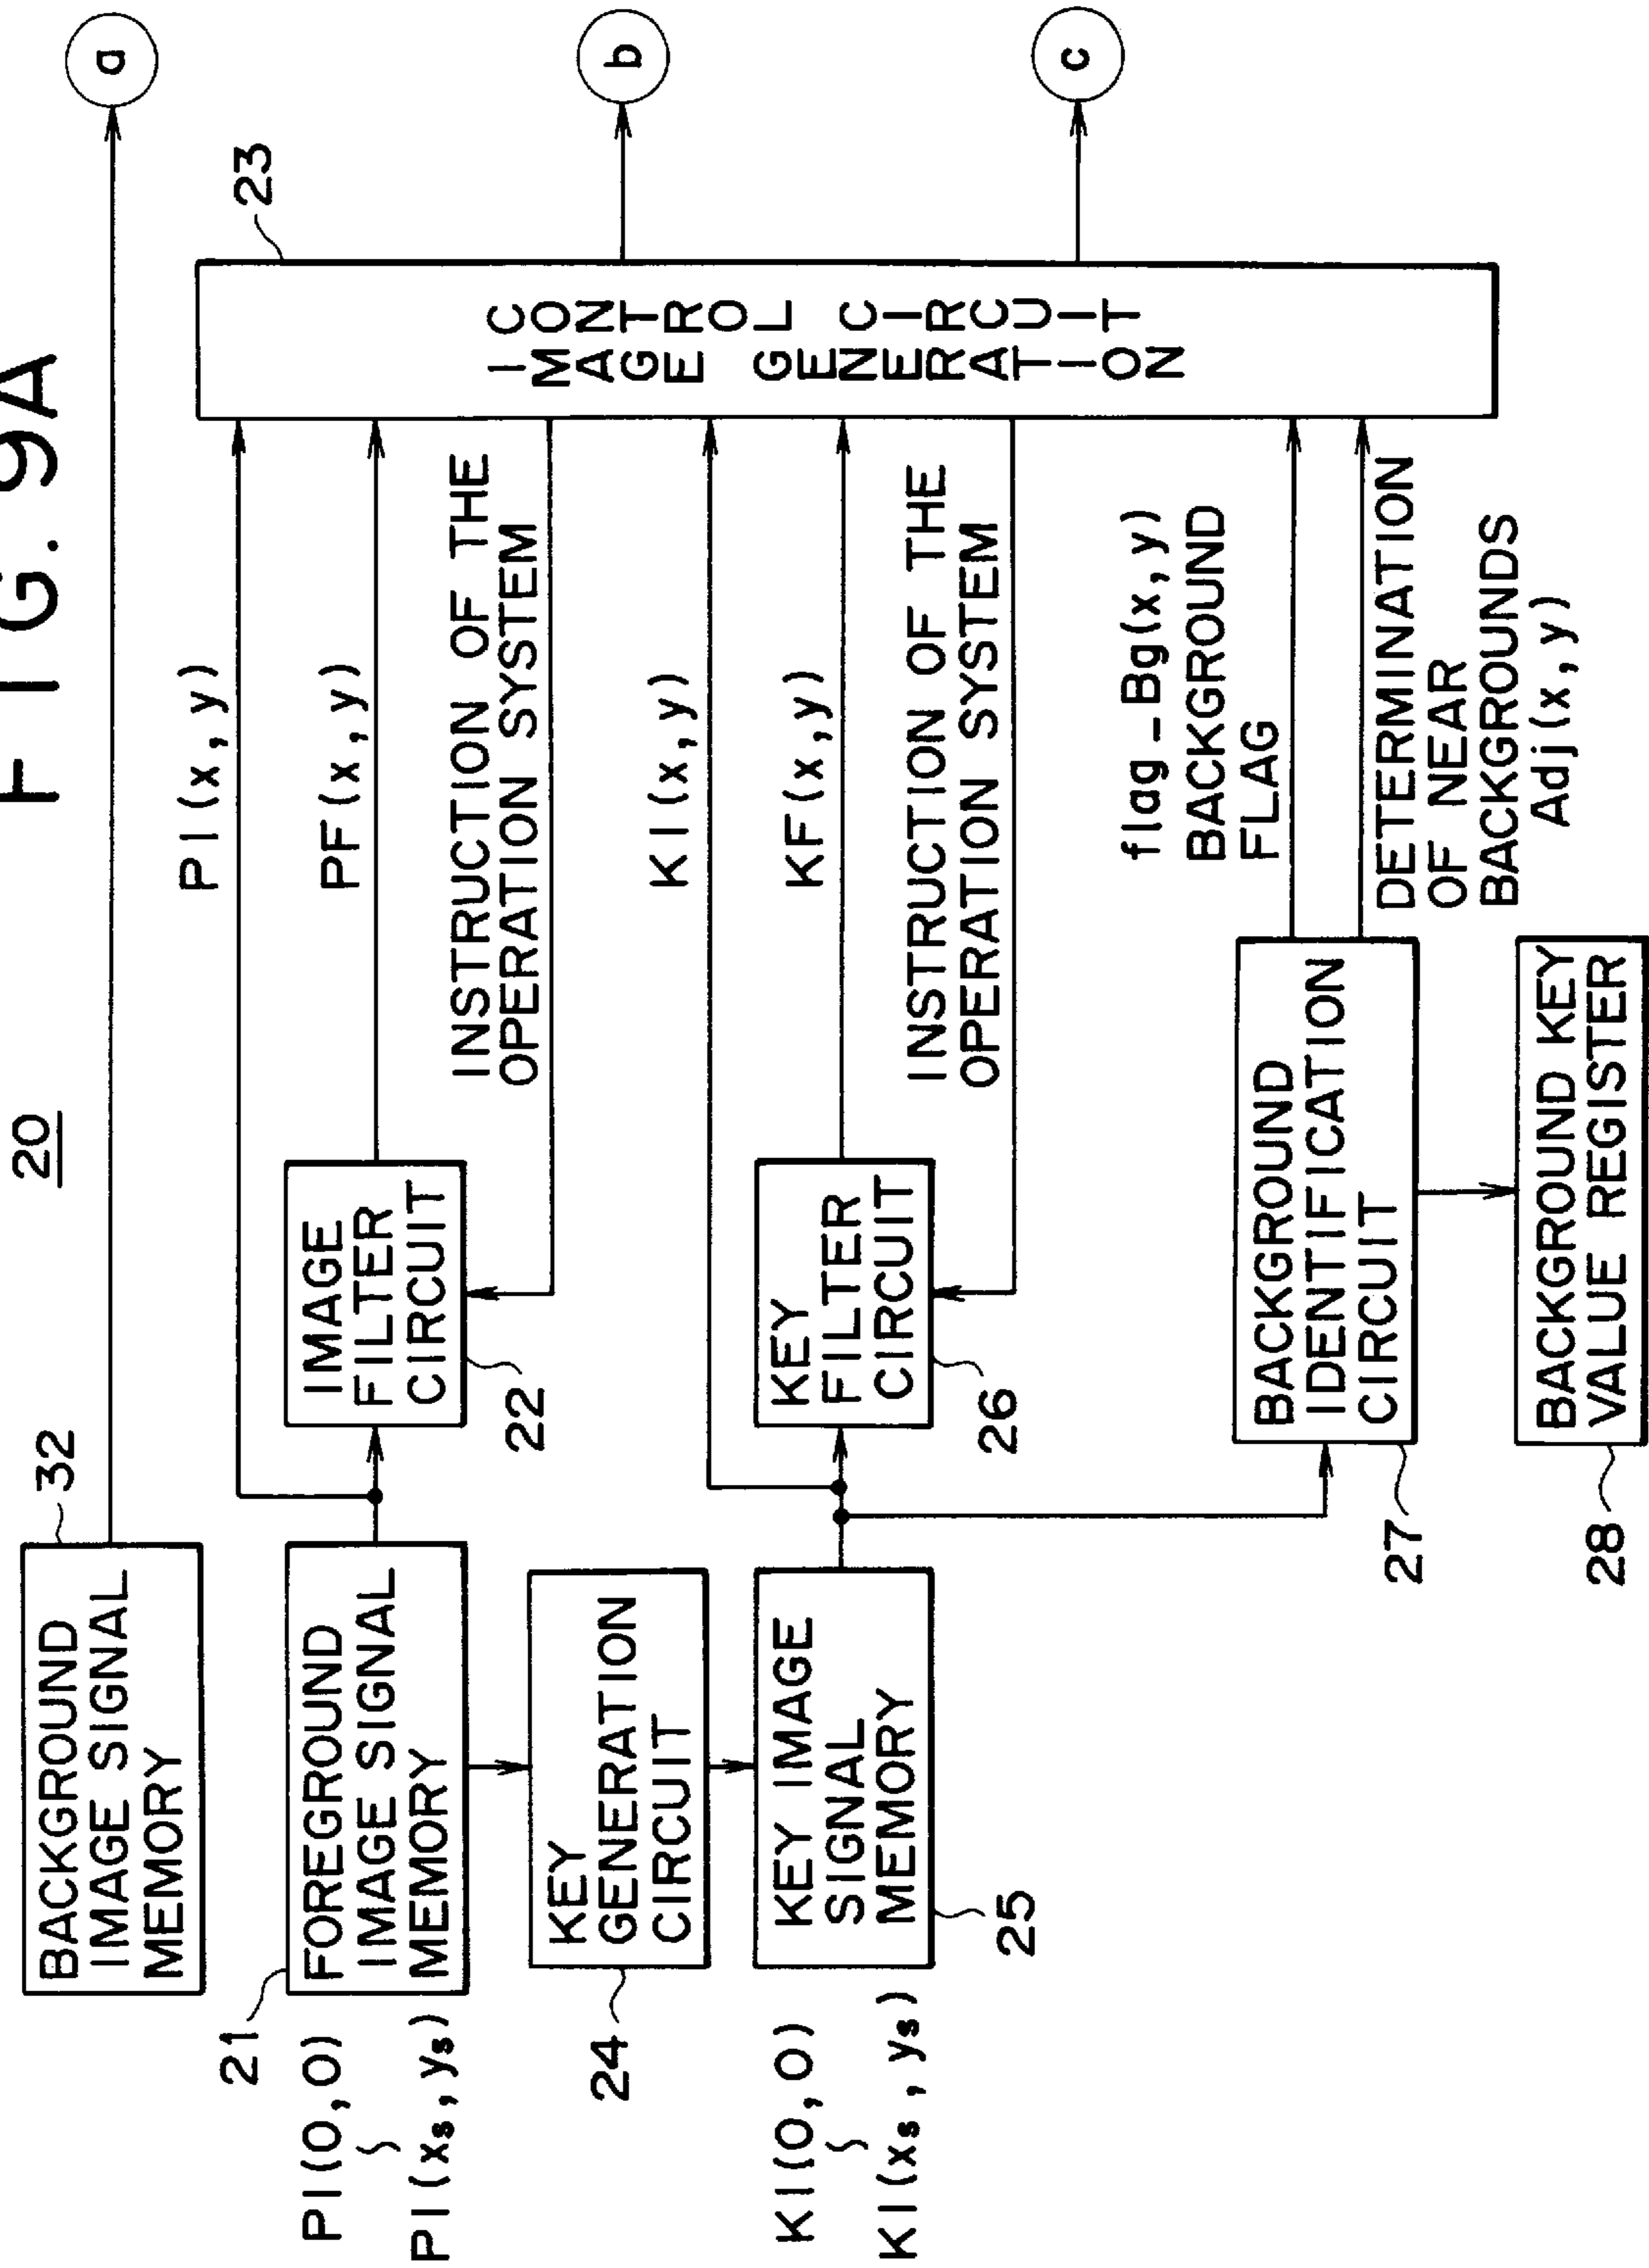 FIG. 9A
20
BACKGROUND
IMAGE SIGNAL
MEMORY
32
a
21
PI(0,0)
PI(xs,ys)
FOREGROUND
IMAGE SIGNAL
MEMORY
IMAGE
FILTER
CIRCUIT
22
PI(x,y)
PF(x,y)
INSTRUCTION OF THE
OPERATION SYSTEM
23
IMAGE GENERATION
CONTROL CIRCUIT
b
c
24
KEY
GENERATION
CIRCUIT
KI(0,0)
KI(xs,ys)
KEY IMAGE
SIGNAL
MEMORY
25
KEY
FILTER
CIRCUIT
26
KI(x,y)
KF(x,y)
INSTRUCTION OF THE
OPERATION SYSTEM
BACKGROUND
IDENTIFICATION
CIRCUIT
27
flag_Bg(x,y)
BACKGROUND
FLAG
DETERMINATION
OF NEAR
BACKGROUNDS
Adj(x,y)
BACKGROUND KEY
VALUE REGISTER
28